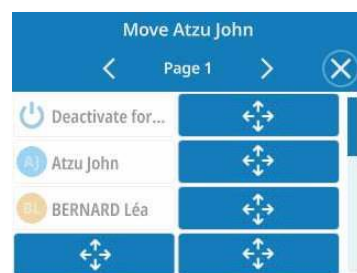 Move Atzu John
Page 1
Deactivate for...
AJ Atzu John
BL BERNARD Léa